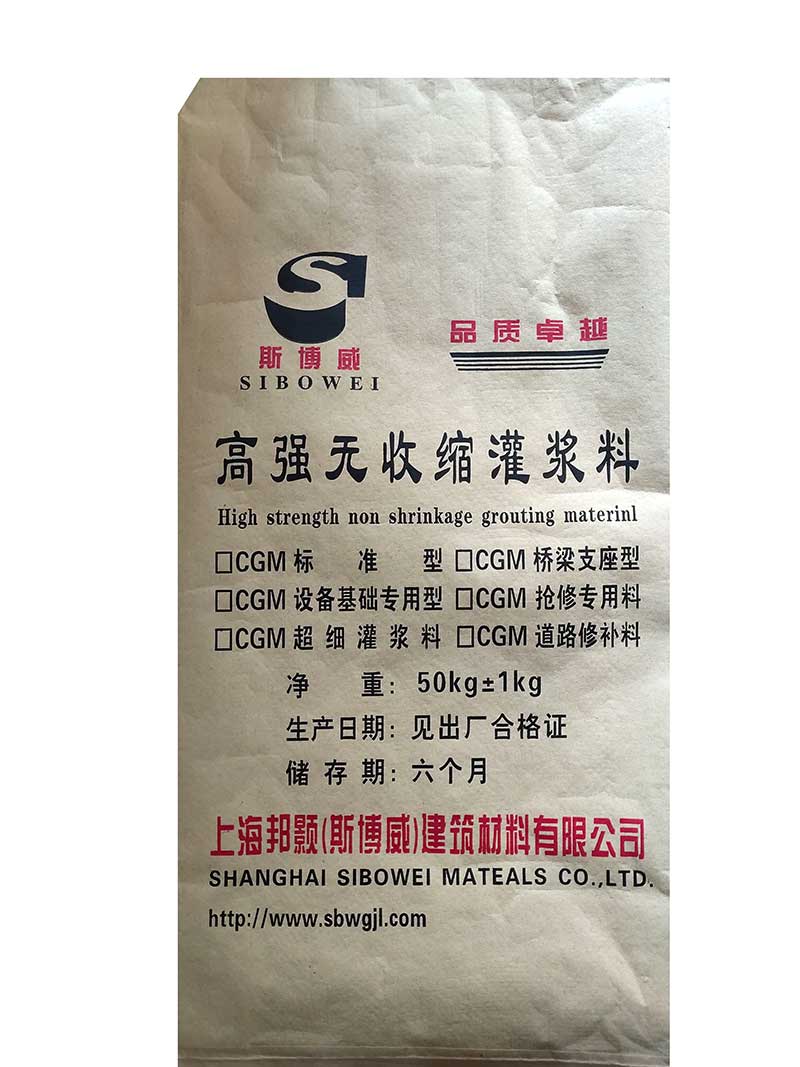 S
斯博威
SIBOWEI
品质卓越
高强无收缩灌浆料
High strength non shrinkage grouting materinl
□CGM 标准型 □CGM 桥梁支座型
□CGM 设备基础专用型 □CGM 抢修专用料
□CGM 超细灌浆料 □CGM 道路修补料
净重：50kg±1kg
生产日期：见出厂合格证
储存期：六个月
上海邦颢(斯博威)建筑材料有限公司
SHANGHAI SIBOWEI MATEALS CO.,LTD.
http://www.sbwgjl.com